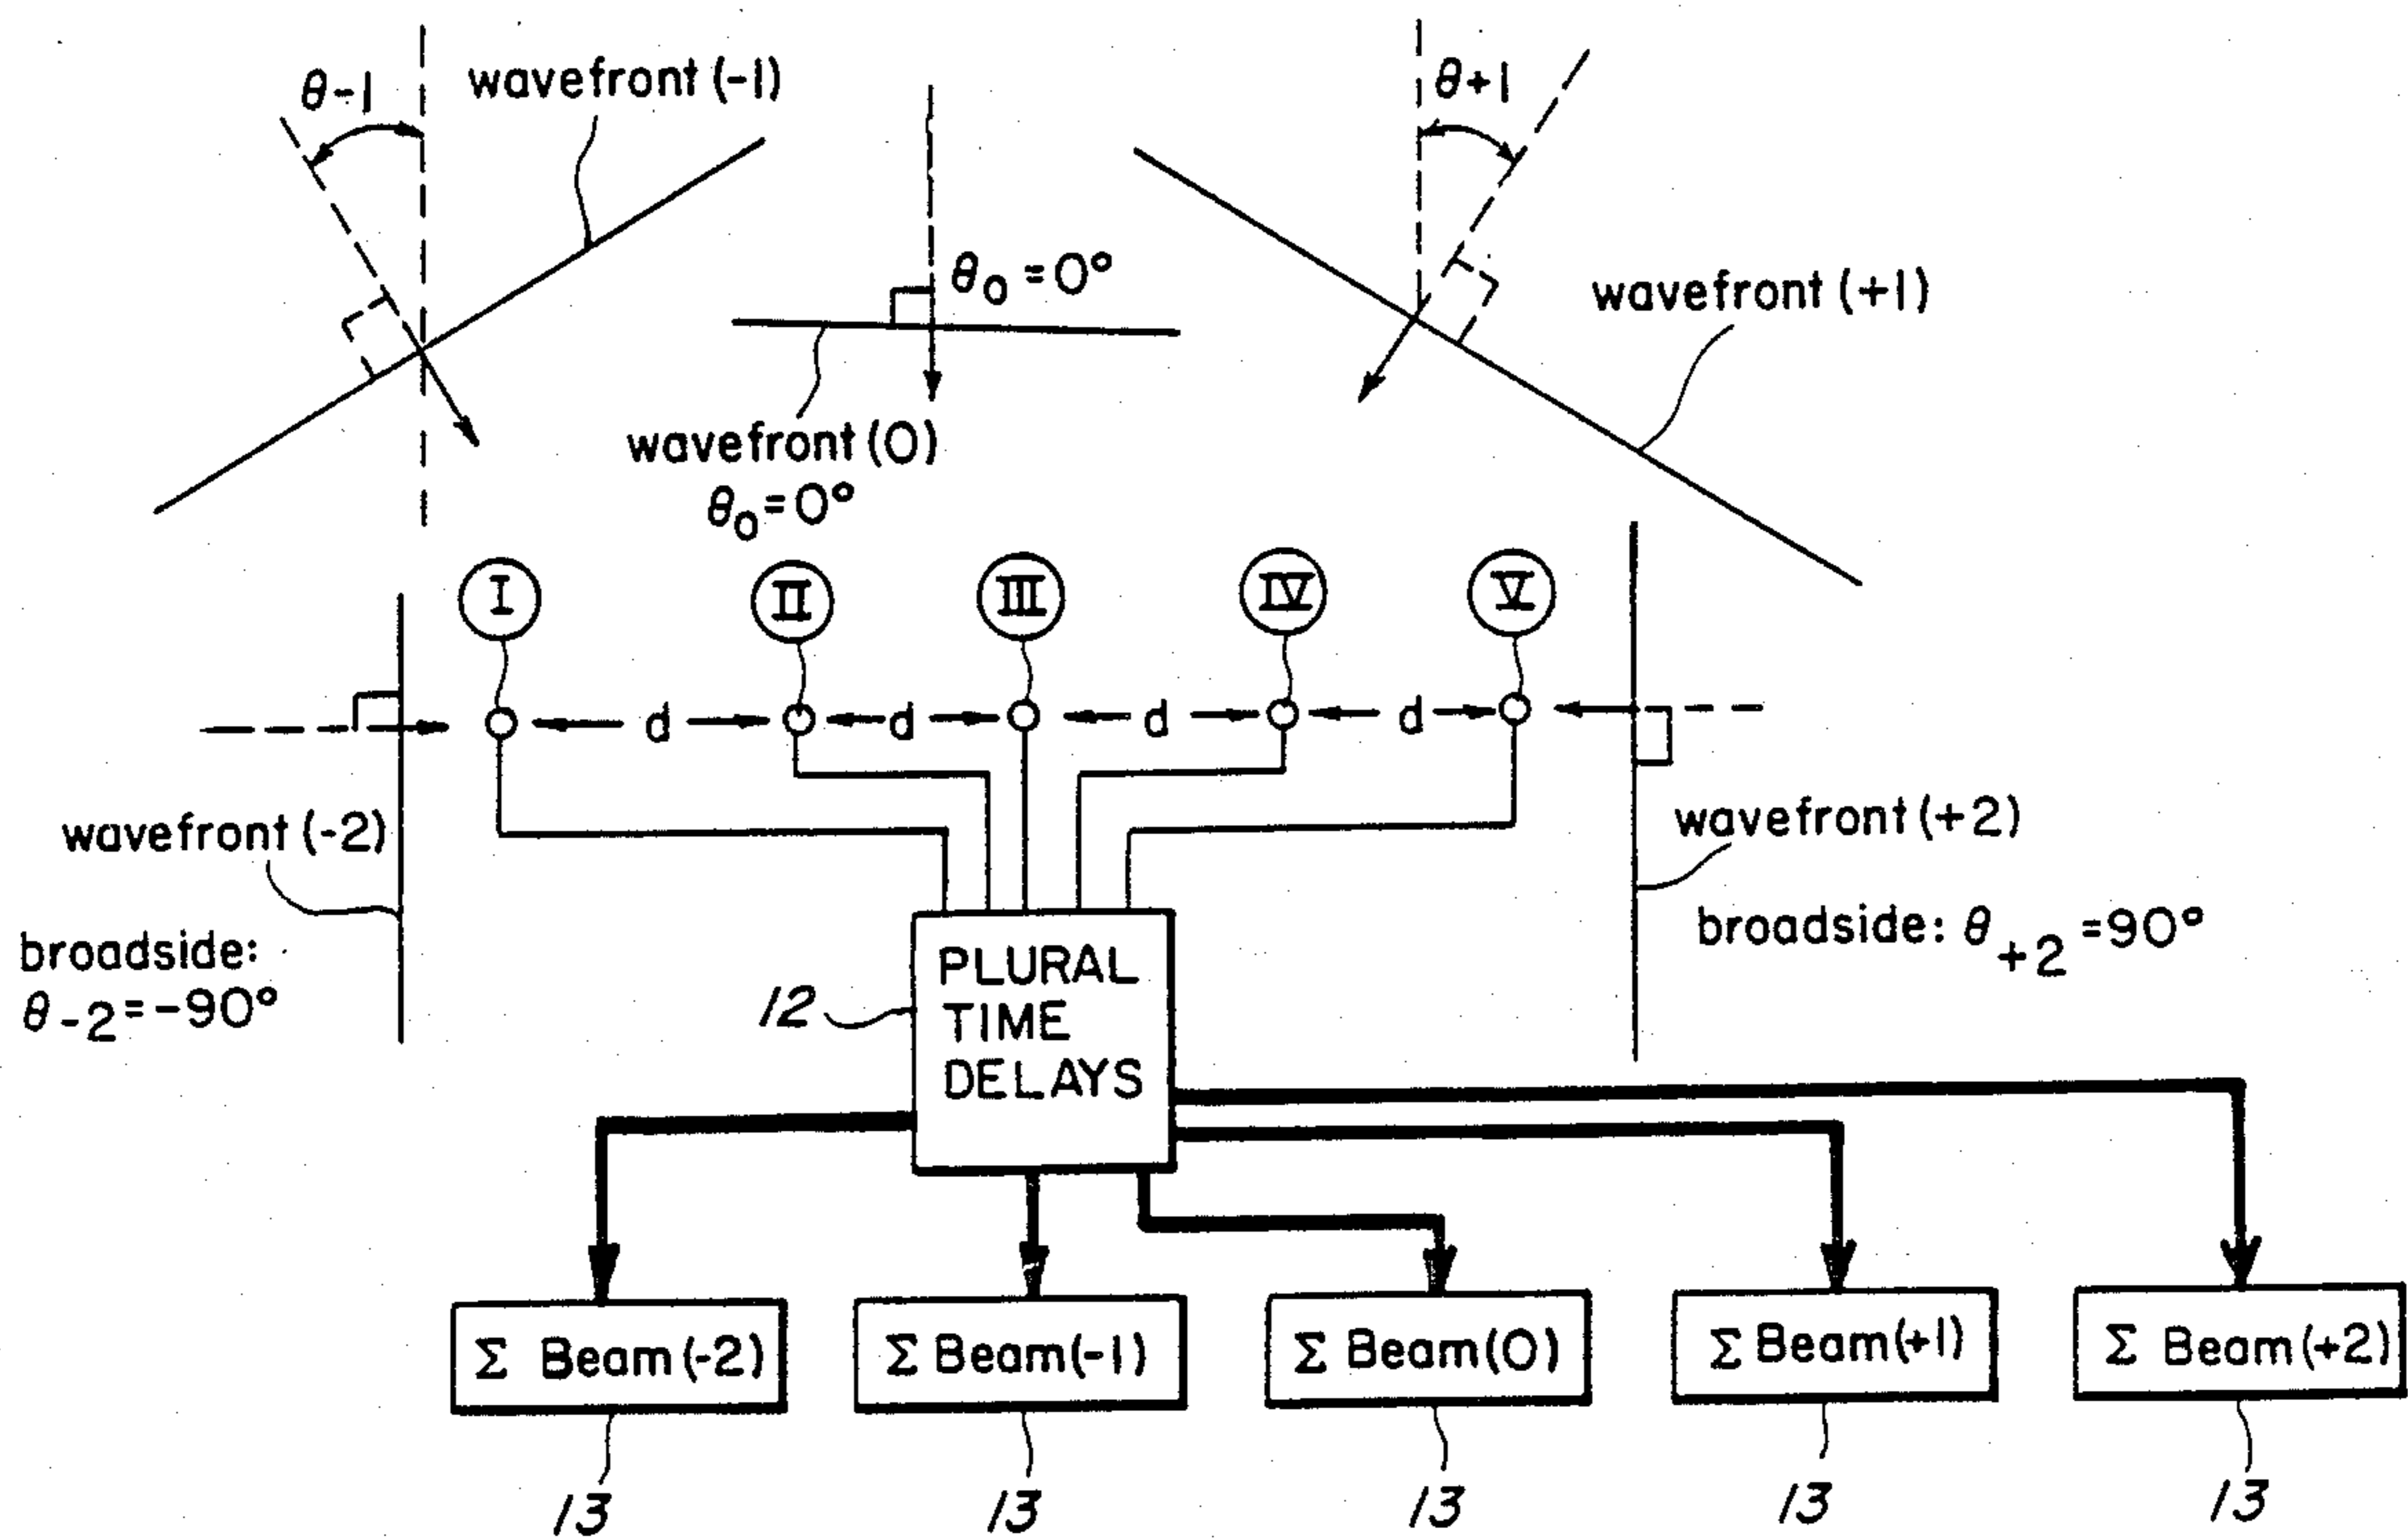 θ-1
wavefront (-1)
θ+1
θ0 = 0°
wavefront (+1)
wavefront (0)
θ0 = 0°
I
II
III
IV
V
d
d
d
d
wavefront (-2)
wavefront (+2)
broadside:
θ-2 = -90°
broadside: θ+2 = 90°
12
PLURAL
TIME
DELAYS
Σ Beam (-2)
Σ Beam (-1)
Σ Beam (0)
Σ Beam (+1)
Σ Beam (+2)
13
13
13
13
13